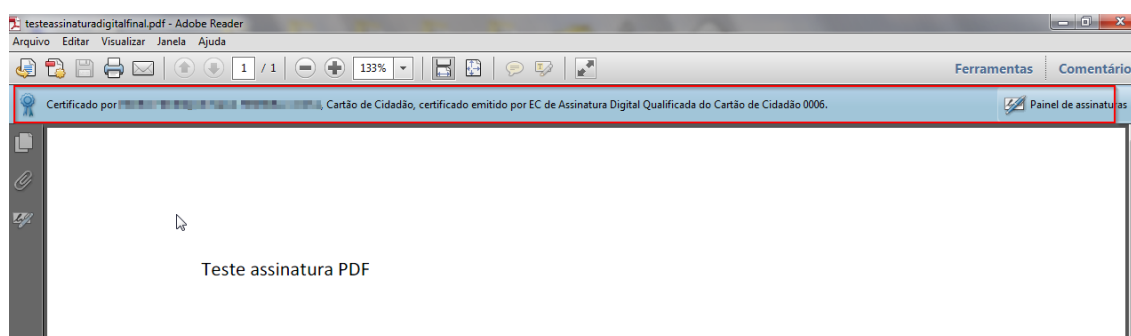 testeassinaturadigitalfinal.pdf - Adobe Reader
Arquivo Editar Visualizar Janela Ajuda
1 / 1 133% Ferramentas Comentário
Certificado por , Cartão de Cidadão, certificado emitido por EC de Assinatura Digital Qualificada do Cartão de Cidadão 0006. Painel de assinaturas
Teste assinatura PDF